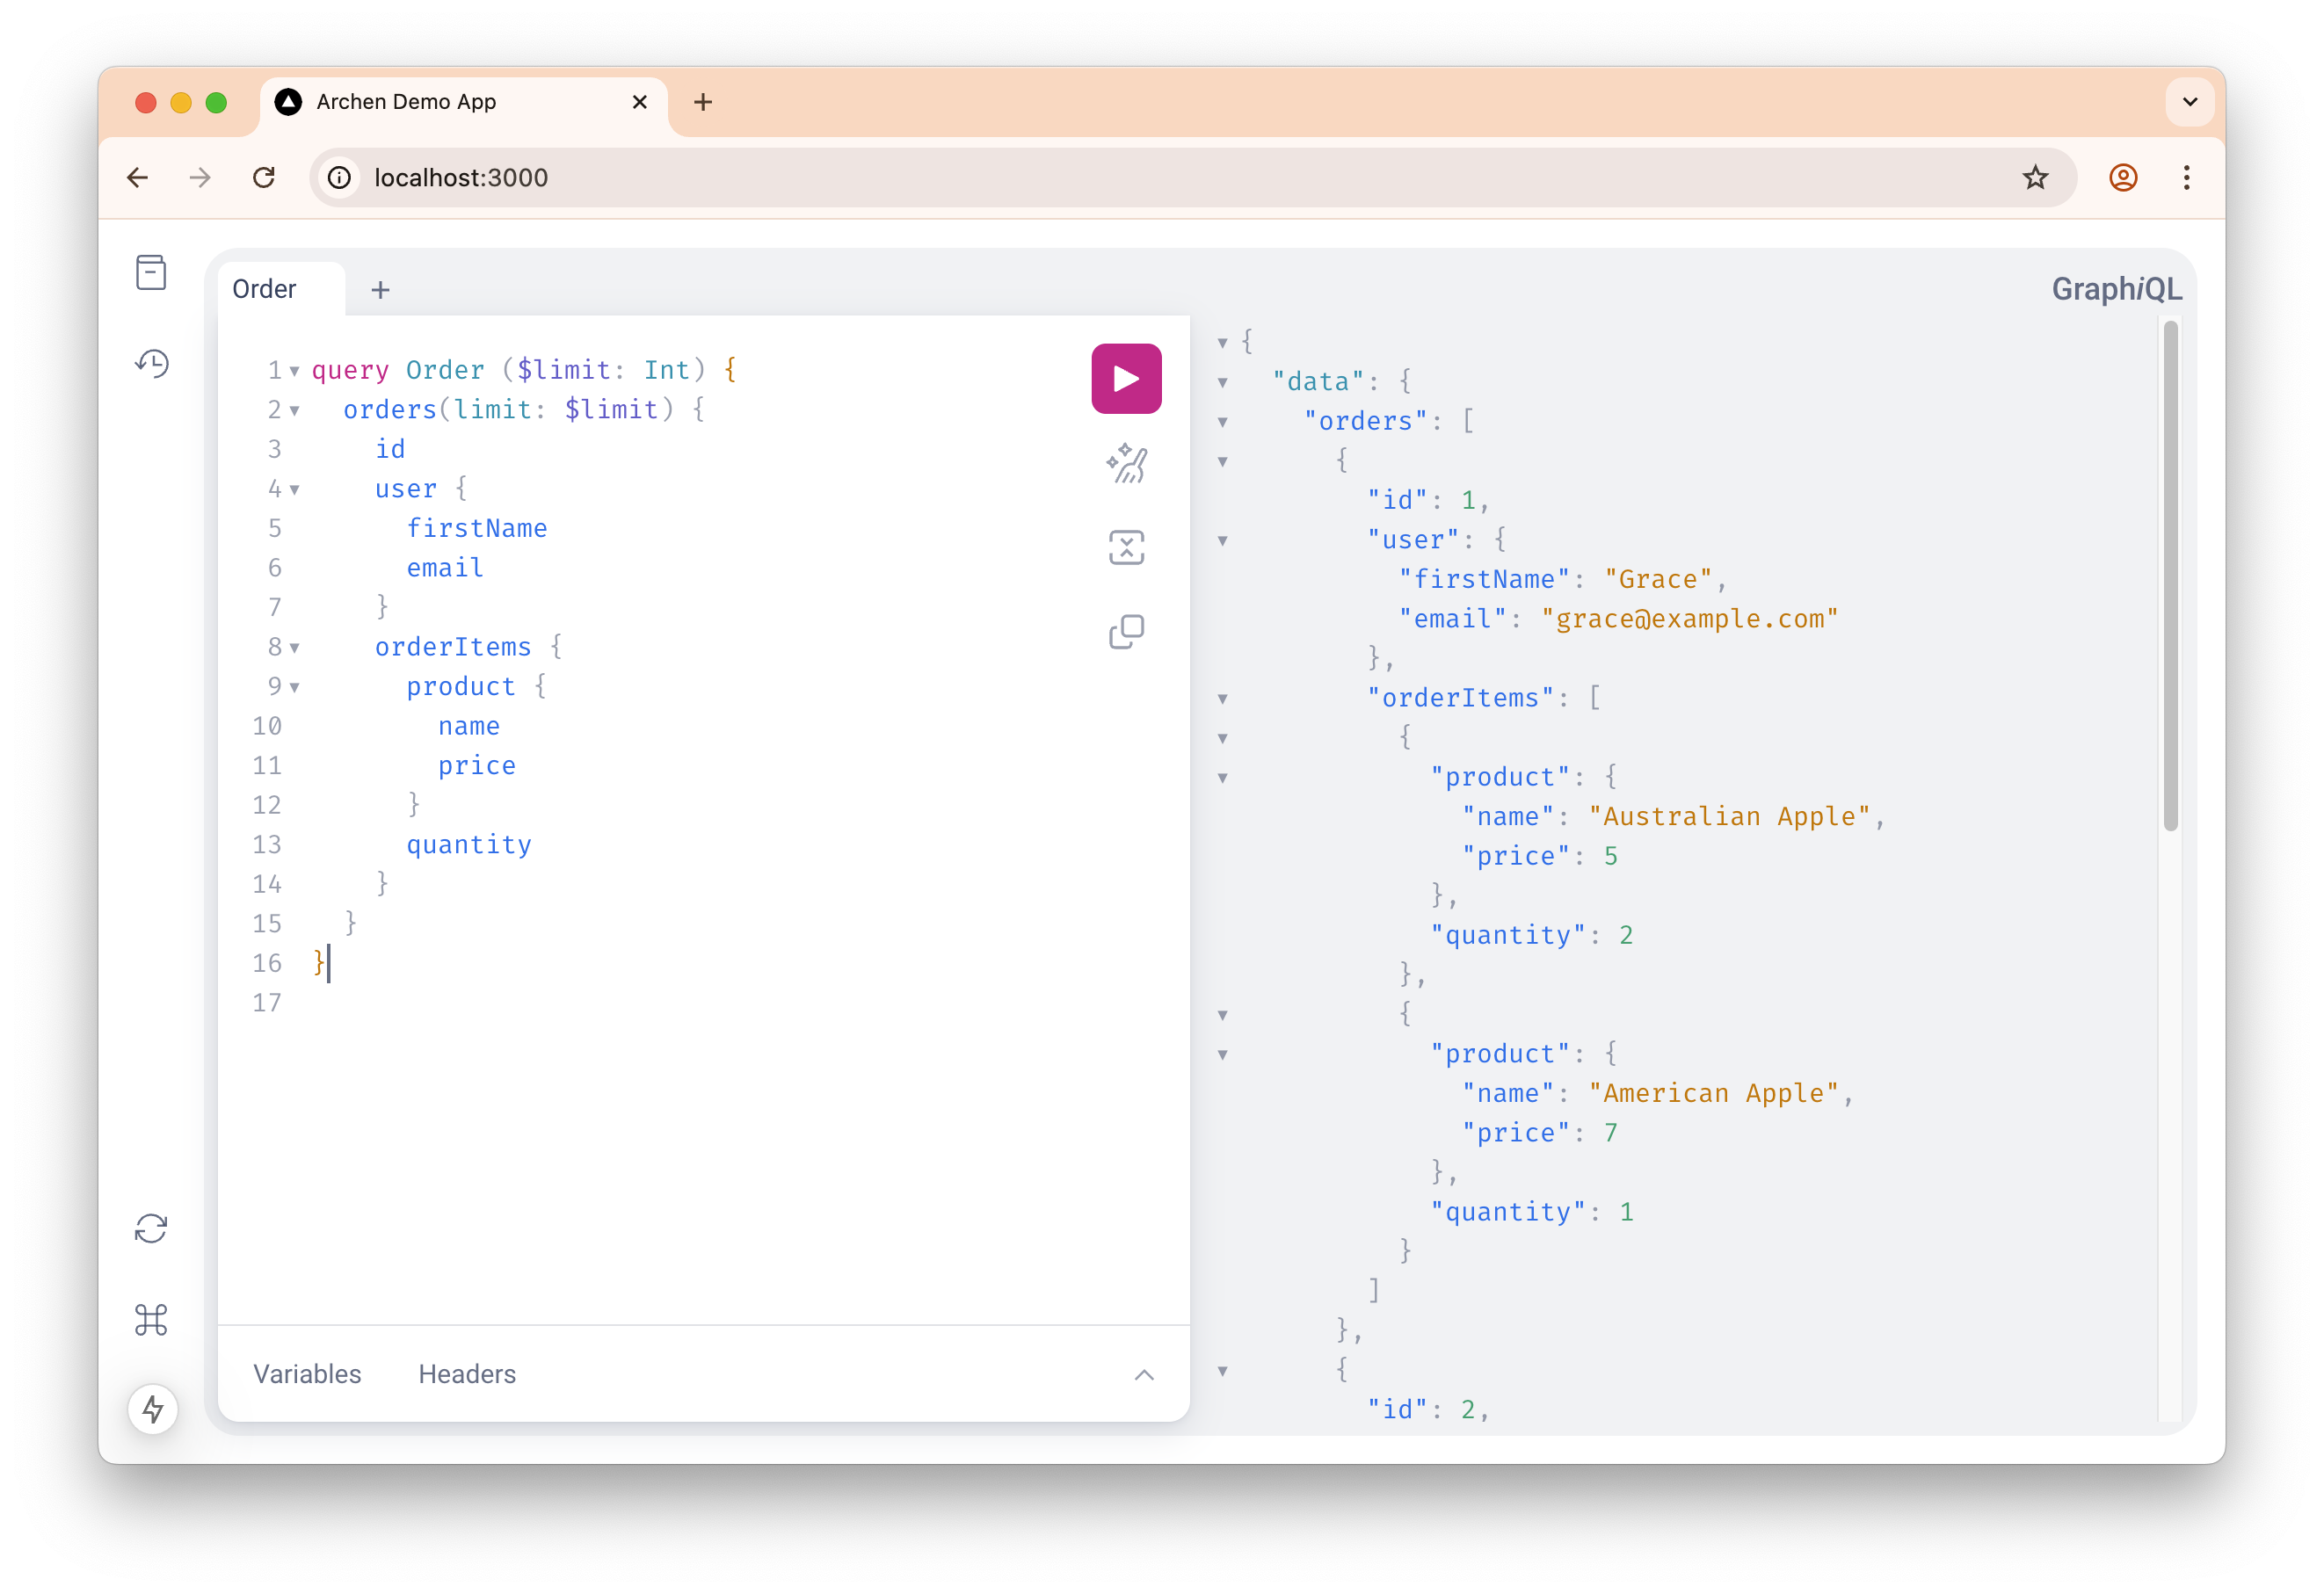 Archen Demo App
localhost:3000
Order
GraphiQL
1 query Order ($limit: Int) {
2   orders(limit: $limit) {
3     id
4     user {
5       firstName
6       email
7     }
8     orderItems {
9       product {
10         name
11         price
12       }
13       quantity
14     }
15   }
16 }
17
Variables Headers
{
  "data": {
    "orders": [
      {
        "id": 1,
        "user": {
          "firstName": "Grace",
          "email": "grace@example.com"
        },
        "orderItems": [
          {
            "product": {
              "name": "Australian Apple",
              "price": 5
            },
            "quantity": 2
          },
          {
            "product": {
              "name": "American Apple",
              "price": 7
            },
            "quantity": 1
          }
        ]
      },
      {
        "id": 2,